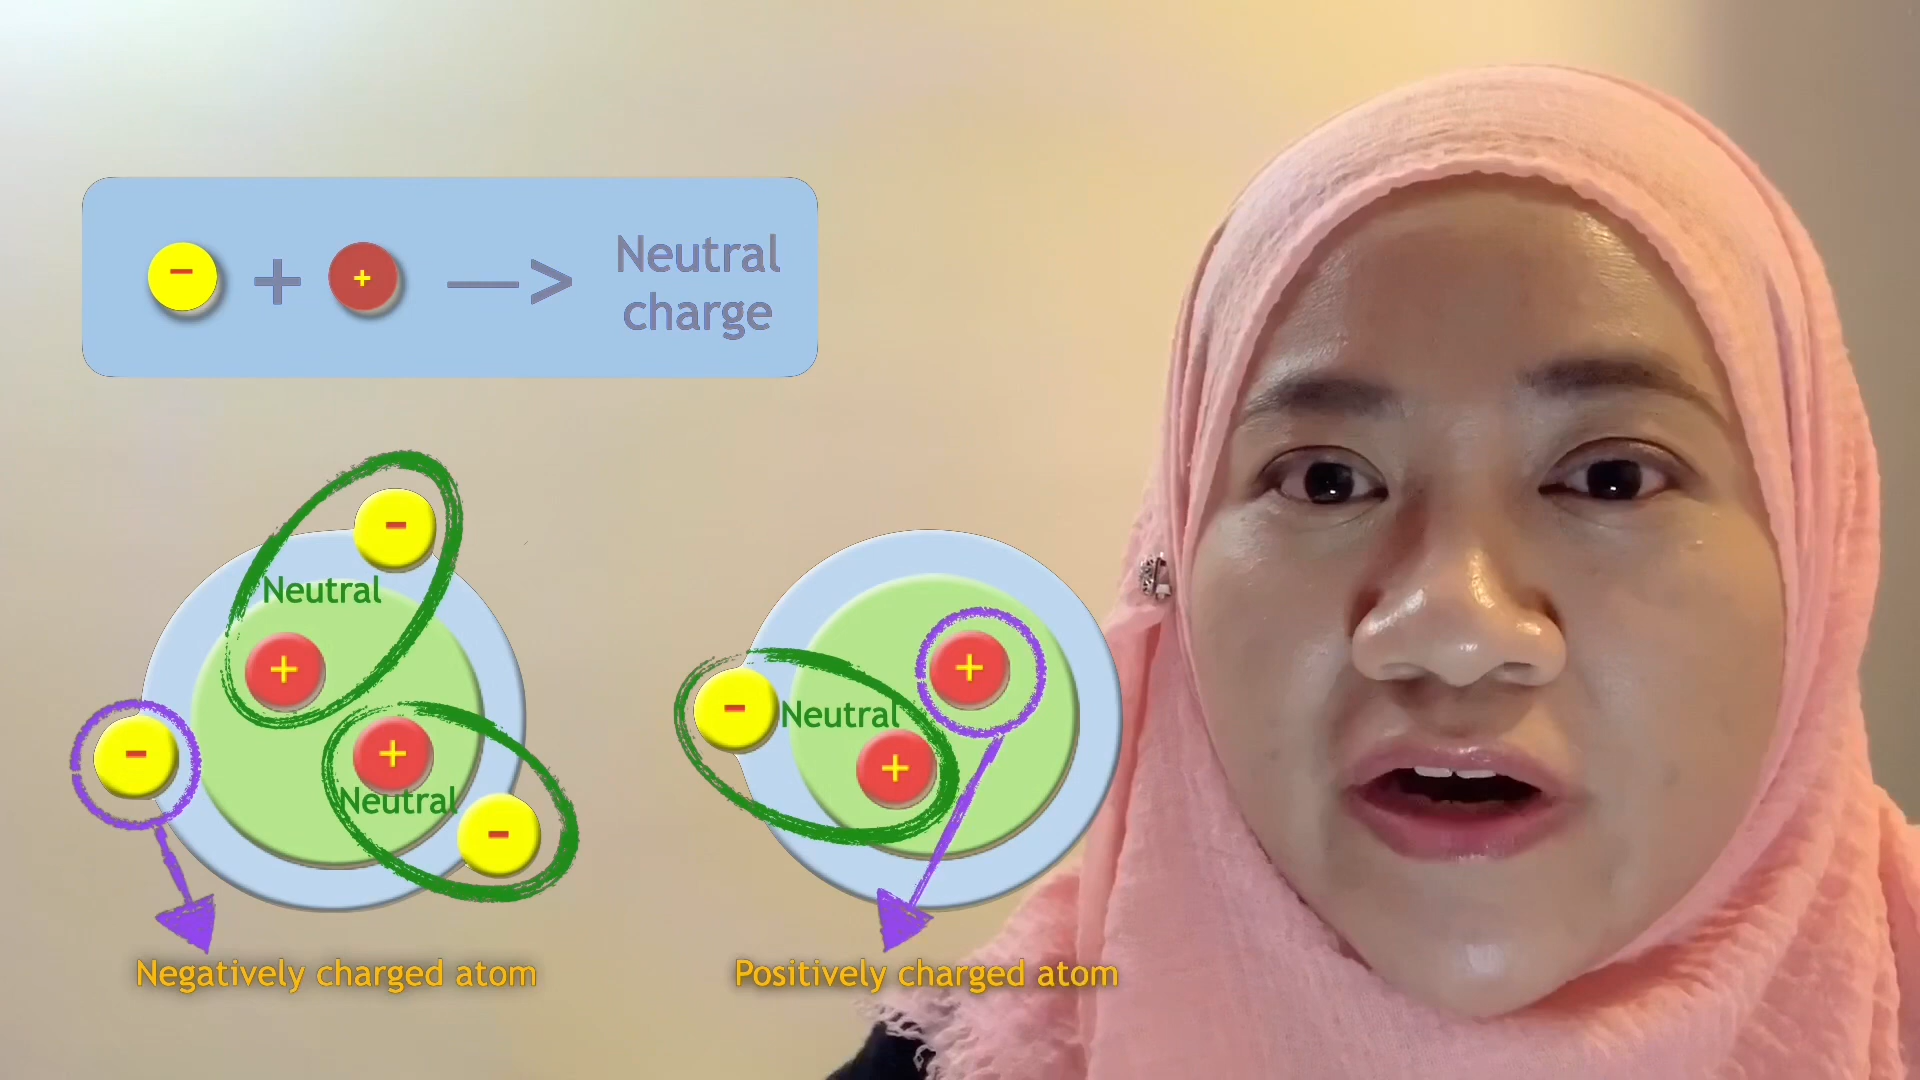 - + + —> Neutral
charge
-
Neutral
+
+
-
Neutral
-
-
Neutral
+
+
Negatively charged atom
Positively charged atom